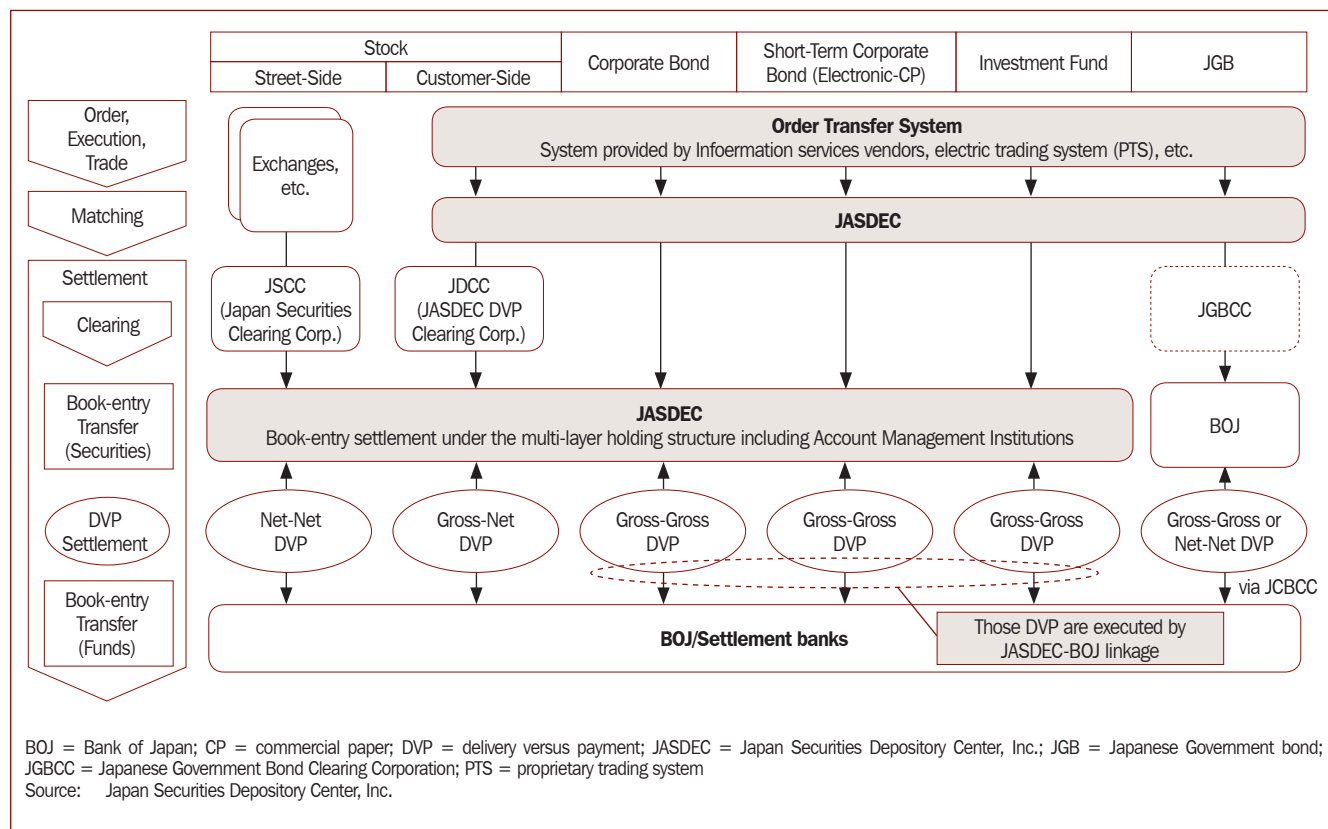 Stock
Street-Side
Customer-Side
Corporate Bond
Short-Term Corporate
Bond (Electronic-CP)
Investment Fund
JGB
Order,
Execution,
Trade
Matching
Settlement
Clearing
Book-entry
Transfer
(Securities)
DVP
Settlement
Book-entry
Transfer
(Funds)
Exchanges,
etc.
Order Transfer System
System provided by Infoermation services vendors, electric trading system (PTS), etc.
JASDEC
JSCC
(Japan Securities
Clearing Corp.)
JDCC
(JASDEC DVP
Clearing Corp.)
JGBCC
JASDEC
Book-entry settlement under the multi-layer holding structure including Account Management Institutions
BOJ
Net-Net
DVP
Gross-Net
DVP
Gross-Gross
DVP
Gross-Gross
DVP
Gross-Gross
DVP
Gross-Gross or
Net-Net DVP
via JCBCC
BOJ/Settlement banks
Those DVP are executed by
JASDEC-BOJ linkage
BOJ = Bank of Japan; CP = commercial paper; DVP = delivery versus payment; JASDEC = Japan Securities Depository Center, Inc.; JGB = Japanese Government bond;
JGBCC = Japanese Government Bond Clearing Corporation; PTS = proprietary trading system
Source: Japan Securities Depository Center, Inc.